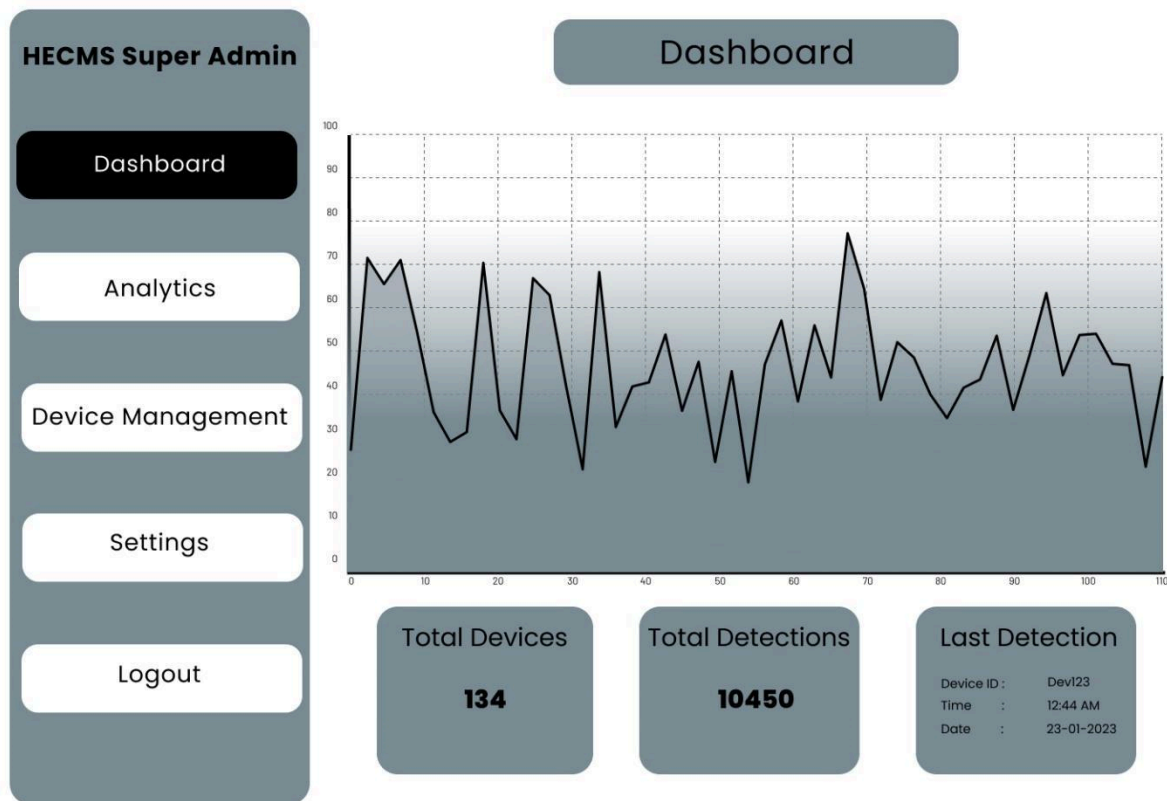 HECMS Super Admin
Dashboard
Analytics
Device Management
Settings
Logout
Dashboard
100
90
80
70
60
50
40
30
20
10
0
0 10 20 30 40 50 60 70 80 90 100 110
Total Devices
134
Total Detections
10450
Last Detection
Device ID : Dev123
Time : 12:44 AM
Date : 23-01-2023